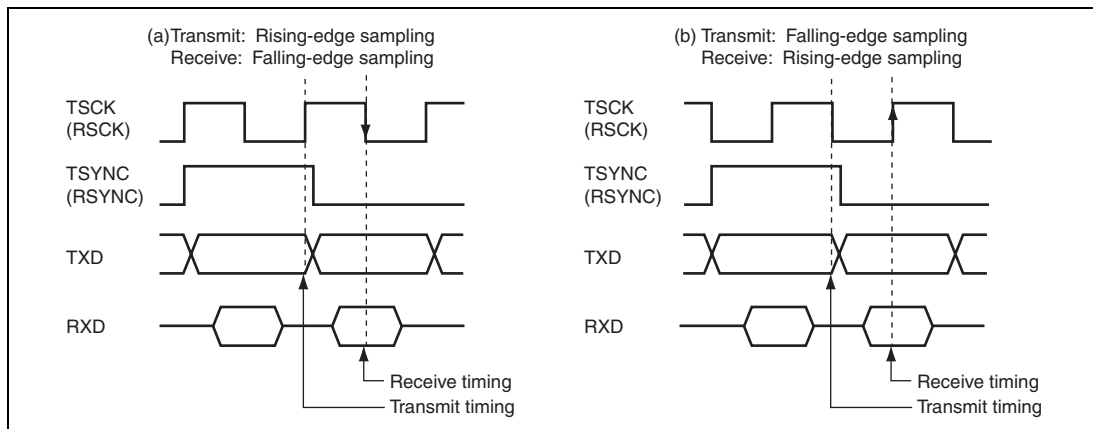 (a)Transmit: Rising-edge sampling
Receive: Falling-edge sampling
TSCK
(RSCK)
TSYNC
(RSYNC)
TXD
RXD
Receive timing
Transmit timing
(b) Transmit: Falling-edge sampling
Receive: Rising-edge sampling
TSCK
(RSCK)
TSYNC
(RSYNC)
TXD
RXD
Receive timing
Transmit timing